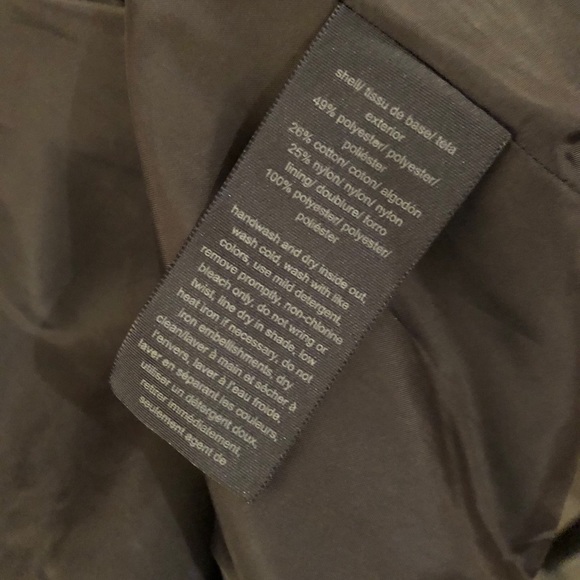 shell/ tissu de base/ tela
exterior
49% polyester/ polyester/
poliéster
26% cotton/ coton/ algodón
25% nylon/ nylon/ nylon
lining/ doublure/ forro
100% polyester/ polyester/
poliéster
handwash and dry inside out,
wash cold, wash with like
colors, use mild detergent,
remove promptly, non-chlorine
bleach only, do not wring or
twist, line dry in shade, low
heat iron if necessary, do not
iron embellishments, dry
clean/laver à main et sécher à
l'envers, laver à l'eau froide,
laver en séparant les couleurs,
utiliser un détergent doux,
retirer immédiatement,
seulement agent de